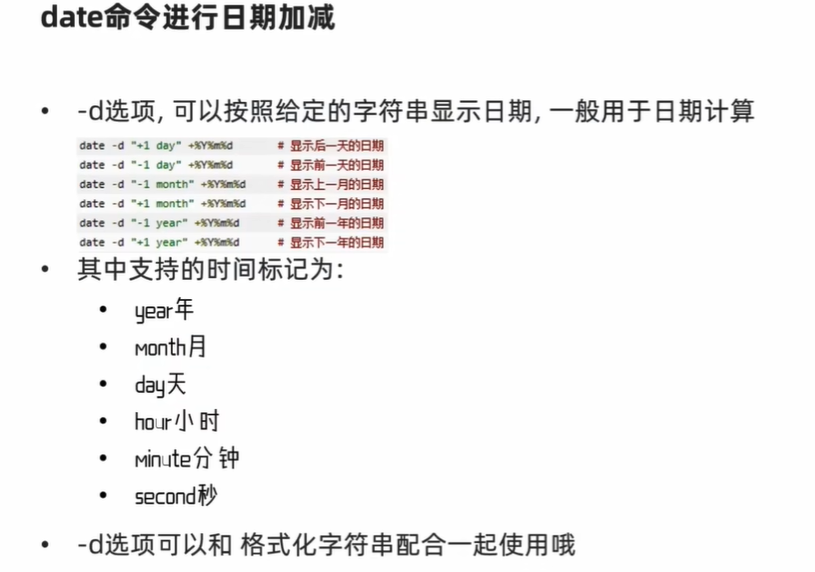 date命令进行日期加减
• -d选项, 可以按照给定的字符串显示日期, 一般用于日期计算
date -d "+1 day" +%Y%m%d # 显示后一天的日期
date -d "-1 day" +%Y%m%d # 显示前一天的日期
date -d "-1 month" +%Y%m%d # 显示上一月的日期
date -d "+1 month" +%Y%m%d # 显示下一月的日期
date -d "-1 year" +%Y%m%d # 显示前一年的日期
date -d "+1 year" +%Y%m%d # 显示下一年的日期
• 其中支持的时间标记为:
• year年
• month月
• day天
• hour小时
• minute分钟
• second秒
• -d选项可以和 格式化字符串配合一起使用哦